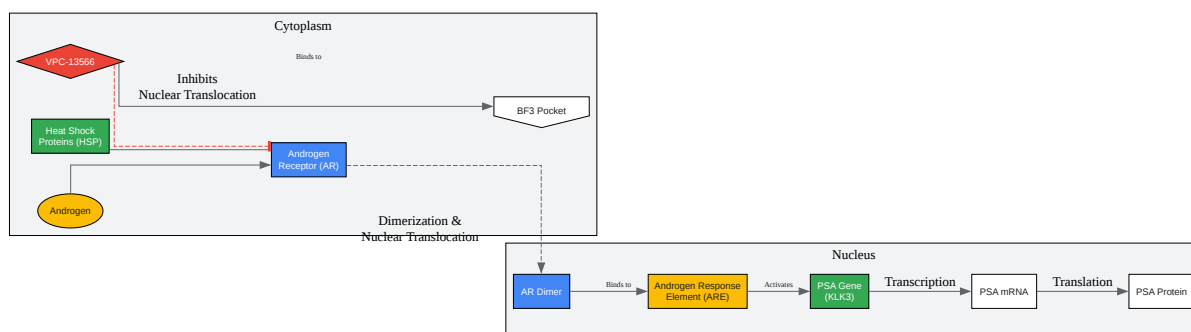 Cytoplasm
VPC-13566
Binds to
Inhibits
Nuclear Translocation
BF3 Pocket
Heat Shock
Proteins (HSP)
Androgen
Receptor (AR)
Androgen
Dimerization &
Nuclear Translocation
Nucleus
AR Dimer
Binds to
Androgen Response
Element (ARE)
Activates
PSA Gene
(KLK3)
Transcription
PSA mRNA
Translation
PSA Protein